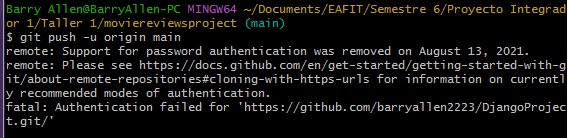 Barry Allen@BarryAllen-PC MINGW64 ~/Documents/EAFIT/Semestre 6/Proyecto Integrad
or 1/Taller 1/moviereviewsproject (main)
$ git push -u origin main
remote: Support for password authentication was removed on August 13, 2021.
remote: Please see https://docs.github.com/en/get-started/getting-started-with-g
it/about-remote-repositories#cloning-with-https-urls for information on currentl
y recommended modes of authentication.
fatal: Authentication failed for 'https://github.com/barryallen2223/DjangoProjec
t.git/'